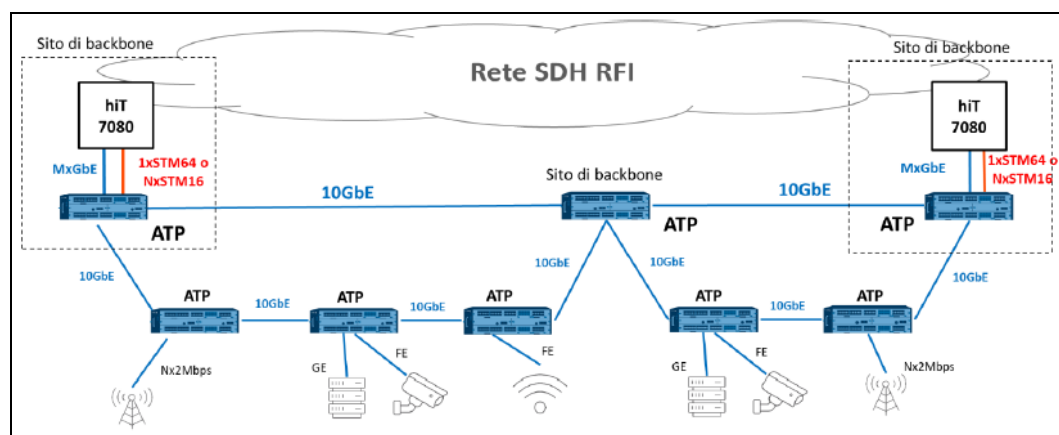 Sito di backbone
Sito di backbone
Rete SDH RFI
hiT
7080
hiT
7080
MxGbE
1xSTM64 o
NxSTM16
MxGbE
1xSTM64 o
NxSTM16
Sito di backbone
10GbE
10GbE
ATP
ATP
ATP
10GbE
10GbE
10GbE
10GbE
ATP
ATP
ATP
ATP
ATP
10GbE
10GbE
10GbE
Nx2Mbps
GE
FE
FE
GE
FE
Nx2Mbps